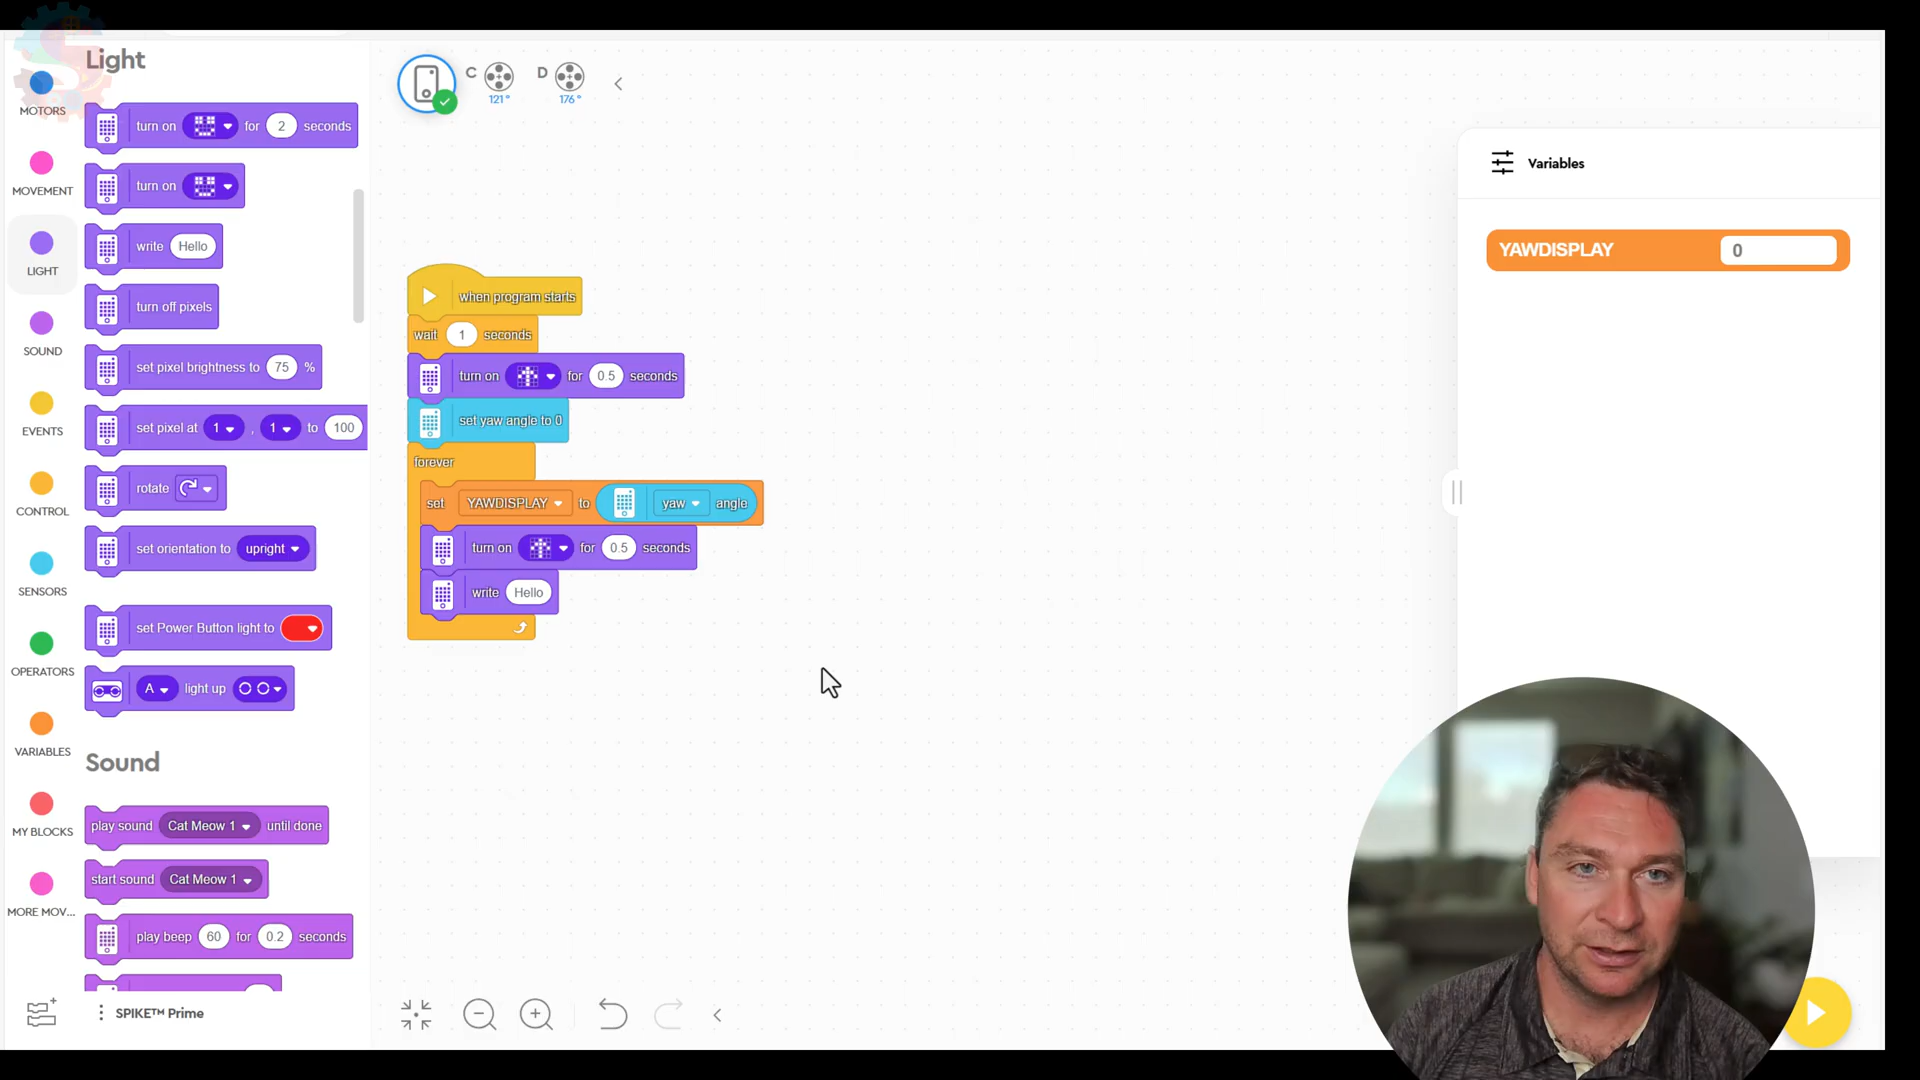 Light
MOTORS
turn on for 2 seconds
MOVEMENT
turn on
LIGHT
write Hello
turn off pixels
SOUND
set pixel brightness to 75 %
EVENTS
set pixel at 1 , 1 to 100
CONTROL
rotate
set orientation to upright
SENSORS
set Power Button light to
OPERATORS
A light up
VARIABLES
Sound
MY BLOCKS
play sound Cat Meow 1 until done
start sound Cat Meow 1
MORE MOV...
play beep 60 for 0.2 seconds
SPIKE™ Prime
C 121° D 176°
when program starts
wait 1 seconds
turn on for 0.5 seconds
set yaw angle to 0
forever
set YAWDISPLAY to yaw angle
turn on for 0.5 seconds
write Hello
Variables
YAWDISPLAY 0